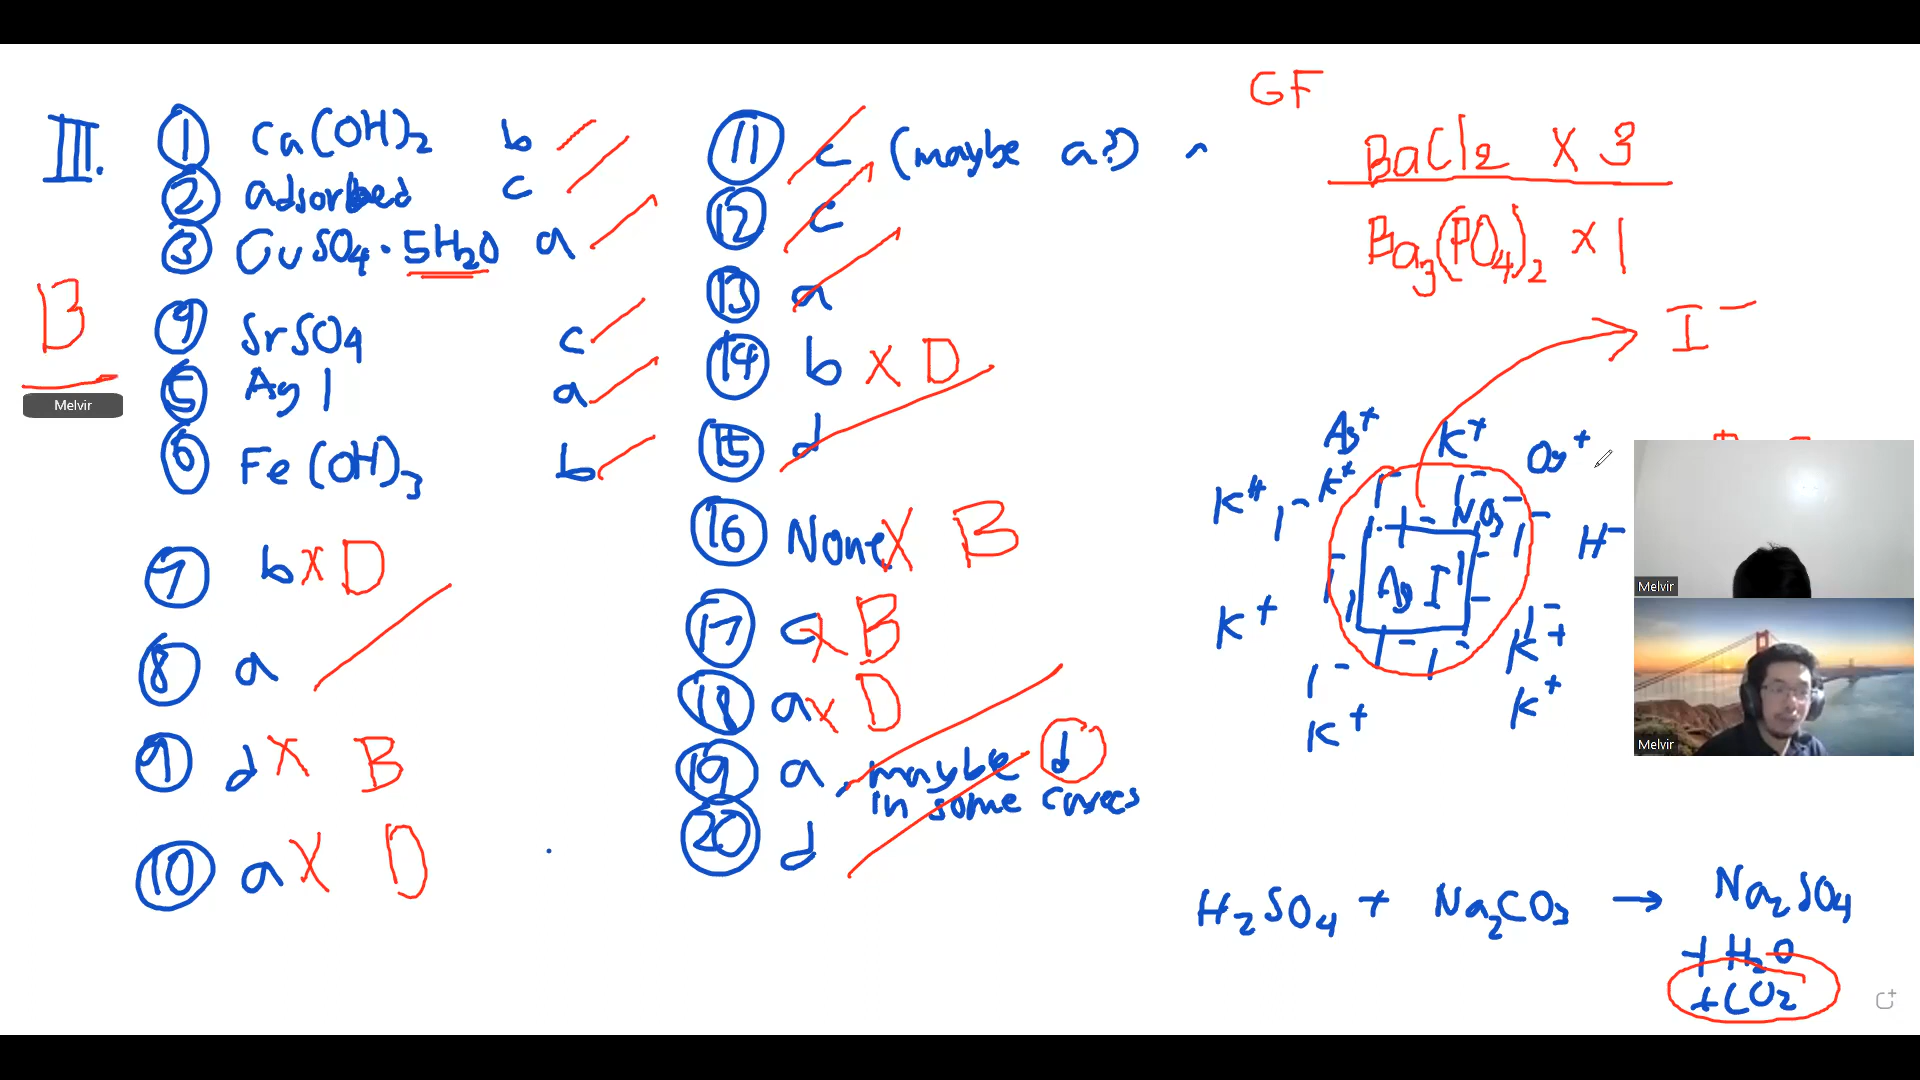 III.
① Ca(OH)₂ b
② adsorbed c
③ CuSO₄ · 5H₂O a
④ SrSO₄ c
⑤ AgI a
⑥ Fe(OH)₃ b
B
Melvir
⑦ b X D
⑧ a
⑨ d X B
⑩ a X D
⑪ c (maybe a?)
⑫ c
⑬ a
⑭ b X D
⑮ d
⑯ None X B
⑰ c X B
⑱ a X D
⑲ a, maybe d
in some cases
⑳ d
GF
BaCl₂ X 3
Ba₃(PO₄)₂ X 1
I⁻
Ag⁺ K⁺
K⁺ I⁻ K⁺
I⁻ I⁻ NO₃⁻
H⁻
AgI
K⁺
I⁻ I⁻ I⁻
K⁺
I⁻ K⁺
K⁺
Melvir
Melvir
H₂SO₄ + Na₂CO₃ → Na₂SO₄
+ H₂O
+ CO₂